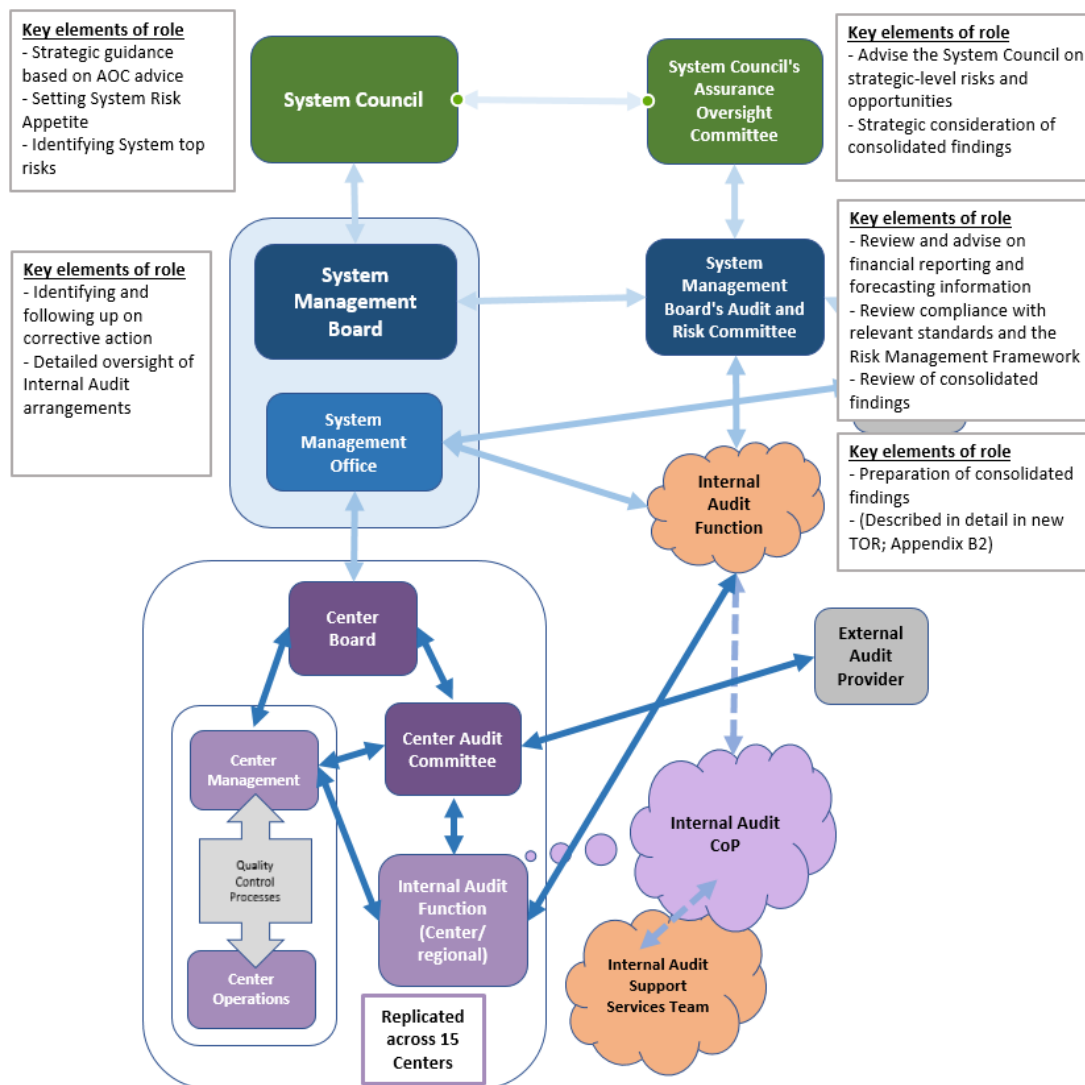 Key elements of role
- Strategic guidance
based on AOC advice
- Setting System Risk
Appetite
- Identifying System top
risks
System Council
System Council's
Assurance
Oversight
Committee
Key elements of role
- Advise the System Council on
strategic-level risks and
opportunities
- Strategic consideration of
consolidated findings
Key elements of role
- Identifying and
following up on
corrective action
- Detailed oversight of
Internal Audit
arrangements
System
Management
Board
System
Management
Board's Audit and
Risk Committee
Key elements of role
- Review and advise on
financial reporting and
forecasting information
- Review compliance with
relevant standards and the
Risk Management Framework
- Review of consolidated
findings
System
Management
Office
Internal
Audit
Function
Key elements of role
- Preparation of consolidated
findings
- (Described in detail in new
TOR; Appendix B2)
Center
Board
External
Audit
Provider
Center
Management
Center Audit
Committee
Quality
Control
Processes
Internal Audit
CoP
Internal Audit
Function
(Center/
regional)
Center
Operations
Internal Audit
Support
Services Team
Replicated
across 15
Centers